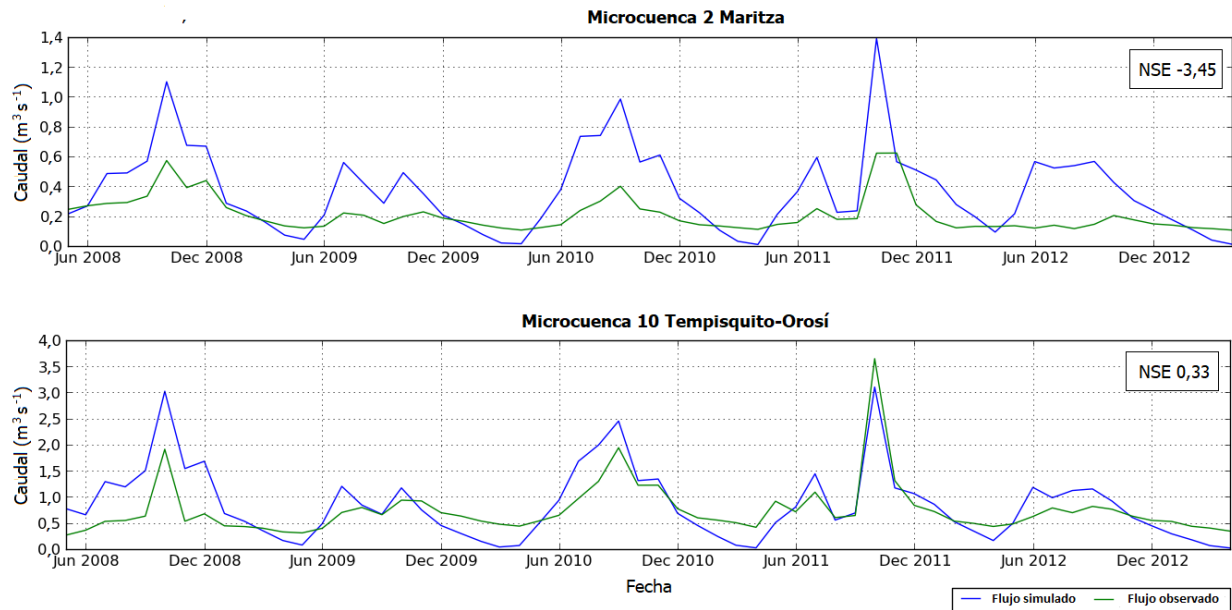 ,
Microcuenca 2 Maritza
NSE -3,45
Caudal (m³ s⁻¹)
1,4
1,2
1,0
0,8
0,6
0,4
0,2
0,0
Jun 2008 Dec 2008 Jun 2009 Dec 2009 Jun 2010 Dec 2010 Jun 2011 Dec 2011 Jun 2012 Dec 2012
Microcuenca 10 Tempisquito-Orosí
NSE 0,33
Caudal (m³ s⁻¹)
4,0
3,5
3,0
2,5
2,0
1,5
1,0
0,5
0,0
Jun 2008 Dec 2008 Jun 2009 Dec 2009 Jun 2010 Dec 2010 Jun 2011 Dec 2011 Jun 2012 Dec 2012
Fecha
Flujo simulado Flujo observado